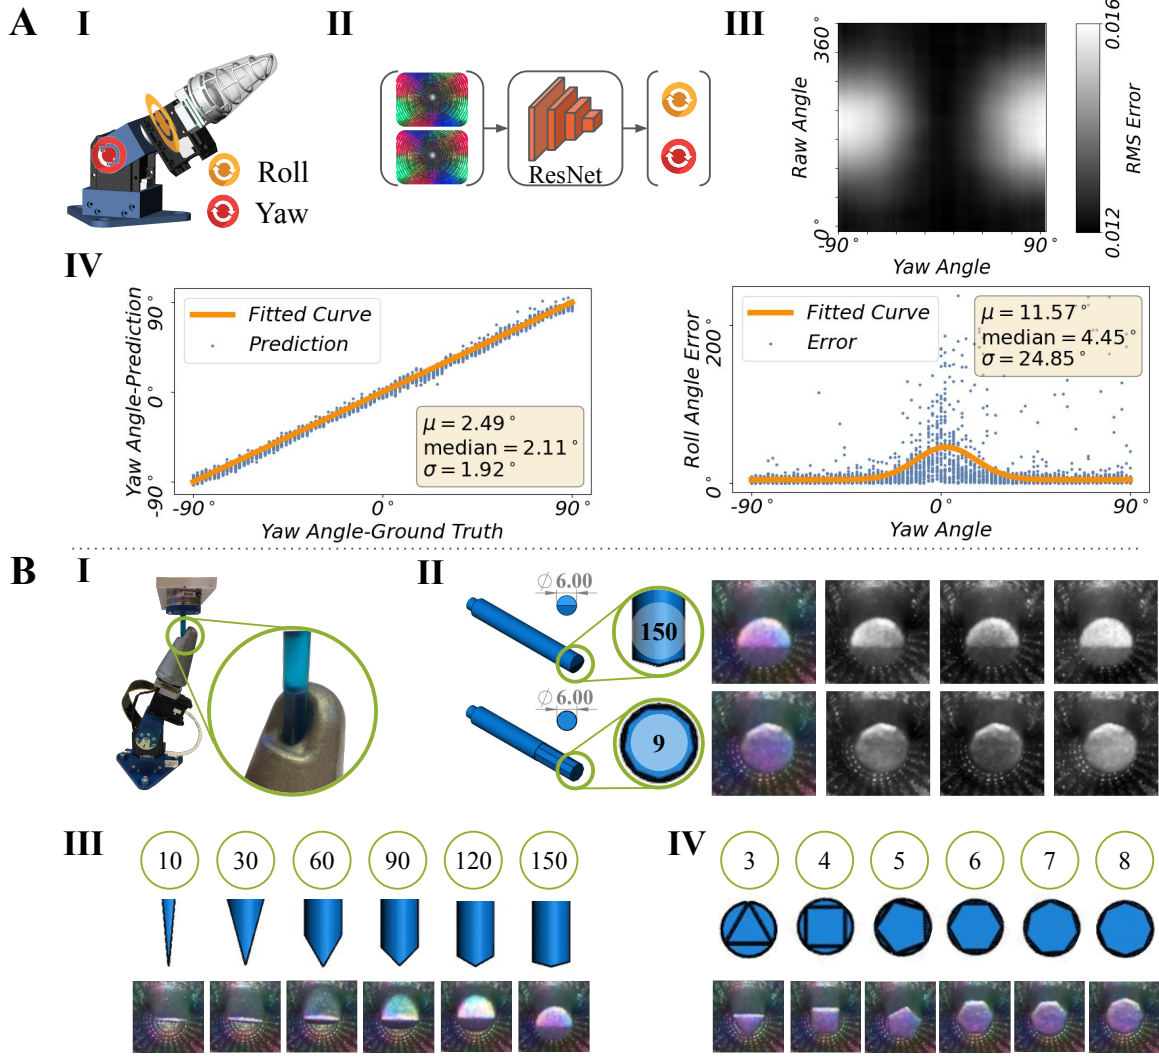 A
I
II
III
Roll
Yaw
ResNet
360°
Raw Angle
0°
-90°
90°
Yaw Angle
0.016
RMS Error
0.012
IV
90°
Yaw Angle-Prediction
0°
-90°
Fitted Curve
Prediction
μ = 2.49°
median = 2.11°
σ = 1.92°
-90°
0°
90°
Yaw Angle-Ground Truth
200°
Roll Angle Error
0°
Fitted Curve
Error
μ = 11.57°
median = 4.45°
σ = 24.85°
-90°
0°
90°
Yaw Angle
B
I
II
∅ 6.00
150
∅ 6.00
9
III
10
30
60
90
120
150
IV
3
4
5
6
7
8